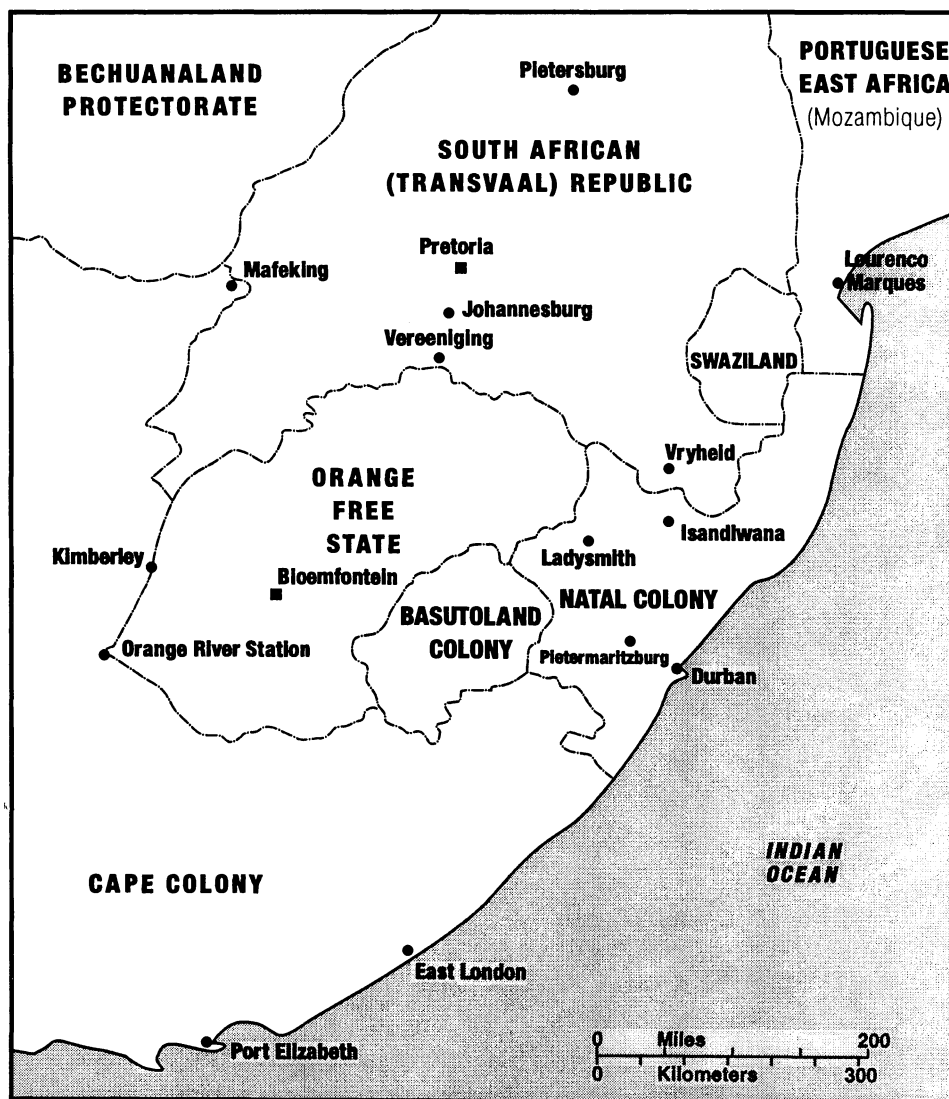 BECHUANALAND
PROTECTORATE
Pietersburg
PORTUGUESE
EAST AFRICA
(Mozambique)
SOUTH AFRICAN
(TRANSVAAL) REPUBLIC
Pretoria
Mafeking
Lourenco
Marques
Johannesburg
Vereeniging
SWAZILAND
Vryheid
ORANGE
FREE
STATE
Isandlwana
Kimberley
Ladysmith
Bloemfontein
NATAL COLONY
BASUTOLAND
COLONY
Orange River Station
Pietermaritzburg
Durban
INDIAN
OCEAN
CAPE COLONY
East London
Port Elizabeth
0 Miles 200
0 Kilometers 300